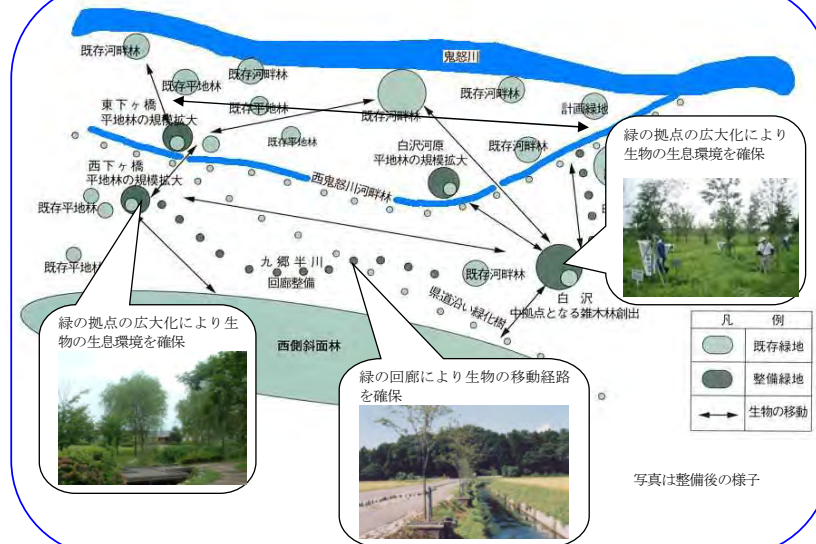 鬼怒川
既存河畔林
既存河畔林
既存平地林
既存平地林
既存河畔林
既存河畔林
計画緑地
東下ヶ橋
平地林の規模拡大
既存平地林
白沢河原
平地林の規模拡大
既存河畔林
緑の拠点の広大化により
生物の生息環境を確保
西下ヶ橋
平地林の規模拡大
西鬼怒川河畔林
既存平地林
既存平地林
九郷半川
回廊整備
既存河畔林
県道沿い緑化樹
白 沢
中拠点となる雑木林創出
緑の拠点の広大化により生
物の生息環境を確保
西側斜面林
緑の回廊により生物の移動経路
を確保
凡 例
既存緑地
整備緑地
生物の移動
写真は整備後の様子